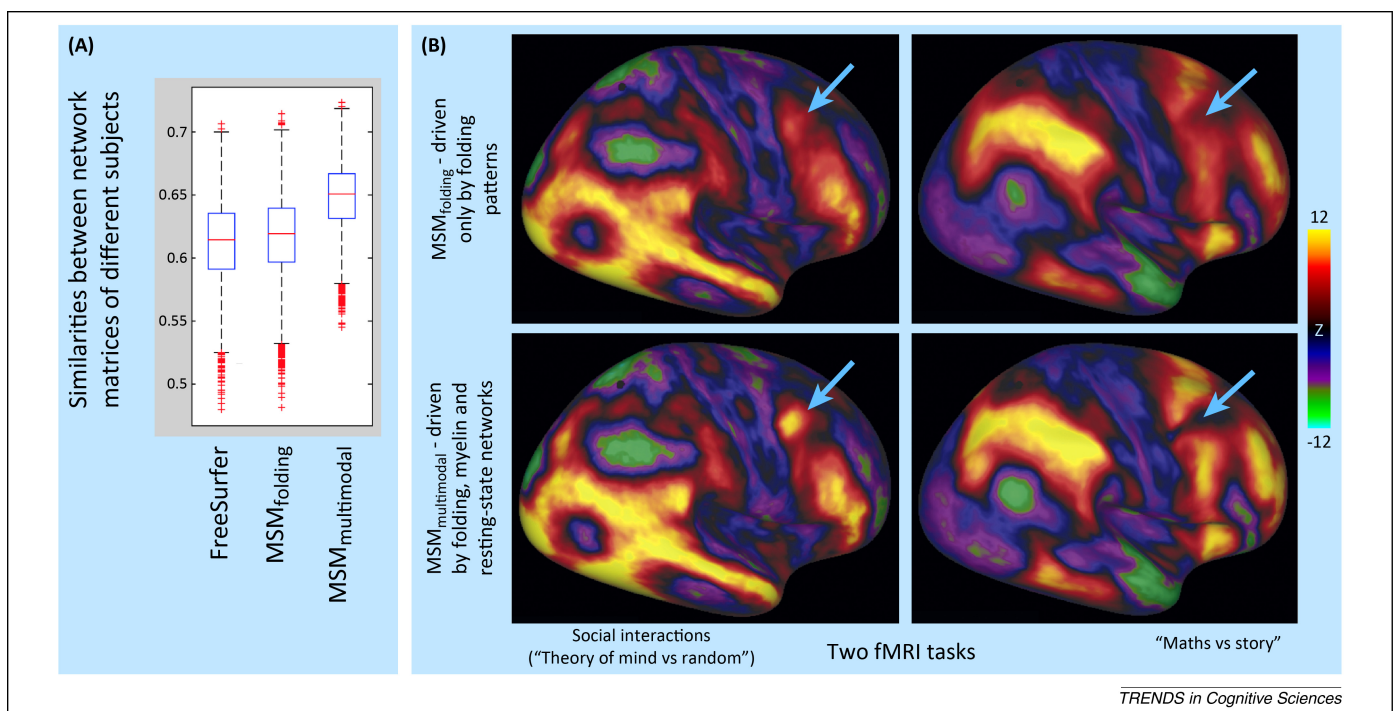 (A)
Similarities between network
matrices of different subjects
0.7
0.65
0.6
0.55
0.5
FreeSurfer
MSMfolding
MSMmultimodal
(B)
MSMfolding - driven
only by folding
patterns
MSMmultimodal - driven
by folding, myelin and
resting-state networks
12
Z
-12
Social interactions
(“Theory of mind vs random”)
Two fMRI tasks
“Maths vs story”
TRENDS in Cognitive Sciences